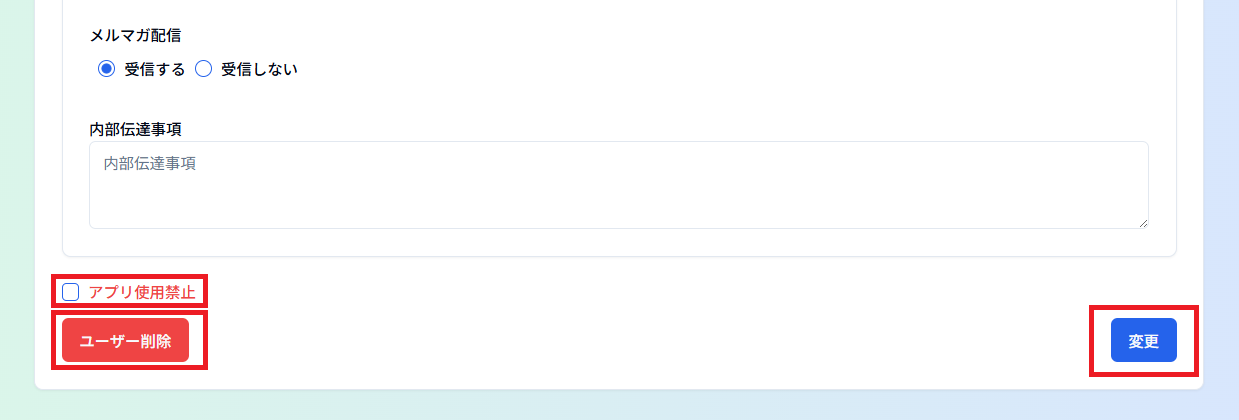 メルマガ配信
受信する 受信しない
内部伝達事項
内部伝達事項
アプリ使用禁止
ユーザー削除 変更